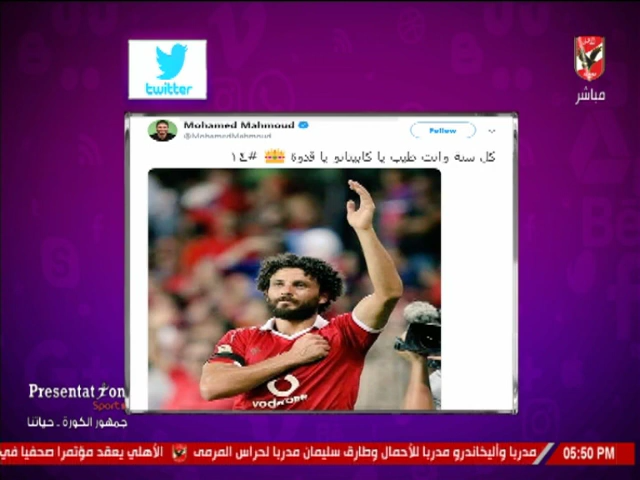 twitter
مباشر
Mohamed Mahmoud
@MohamedMahmoud
Follow
كل سنة وانت طيب يا كابيتانو يا قدوة 👑 #١٤
vodafone
Presentation
Sports
جمهور الكورة - حياتنا
مدربا وأليكاندرو مدربا للأحمال وطارق سليمان مدربا لحراس المرمى الأهلي يعقد مؤتمرا صحفيا في
05:50 PM